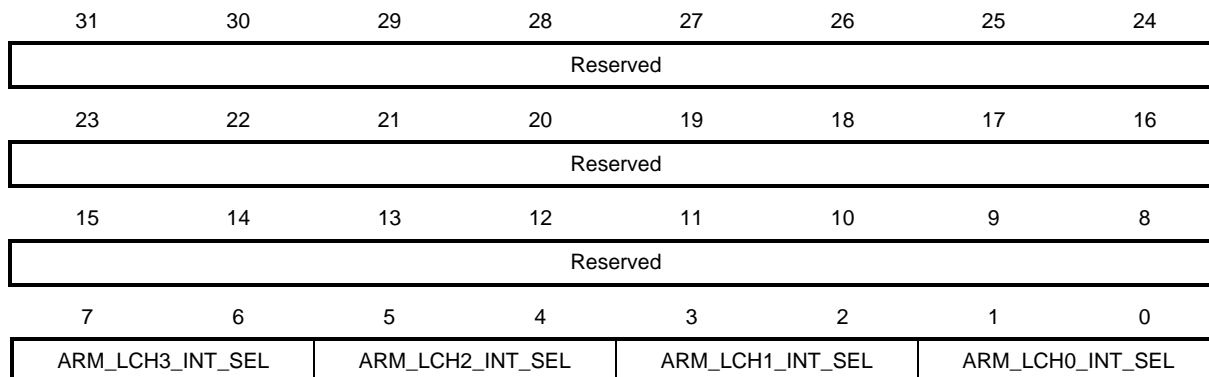 31 30 29 28 27 26 25 24
Reserved
23 22 21 20 19 18 17 16
Reserved
15 14 13 12 11 10 9 8
Reserved
7 6 5 4 3 2 1 0
ARM_LCH3_INT_SEL ARM_LCH2_INT_SEL ARM_LCH1_INT_SEL ARM_LCH0_INT_SEL